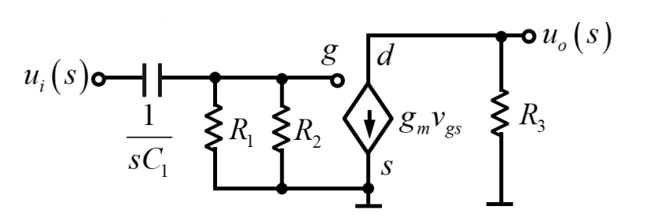 u_i(s)
1
sC_1
R_1
R_2
g
d
g_m v_gs
s
u_o(s)
R_3